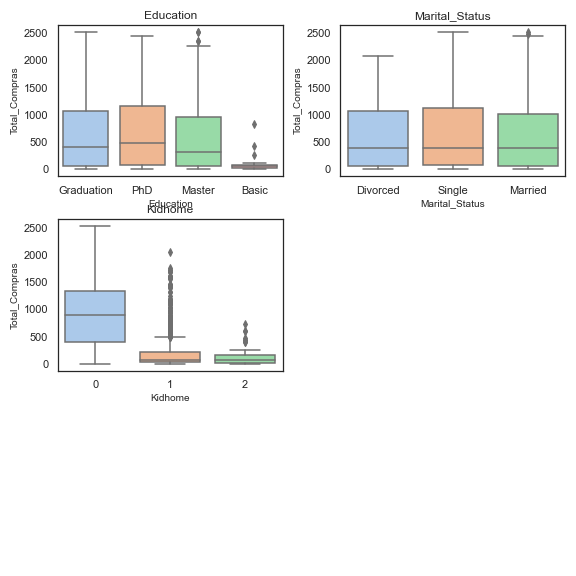 Education
Total_Compras
2500
2000
1500
1000
500
0
Graduation PhD Master Basic
Education
Marital_Status
Total_Compras
2500
2000
1500
1000
500
0
Divorced Single Married
Marital_Status
Kidhome
Total_Compras
2500
2000
1500
1000
500
0
0 1 2
Kidhome